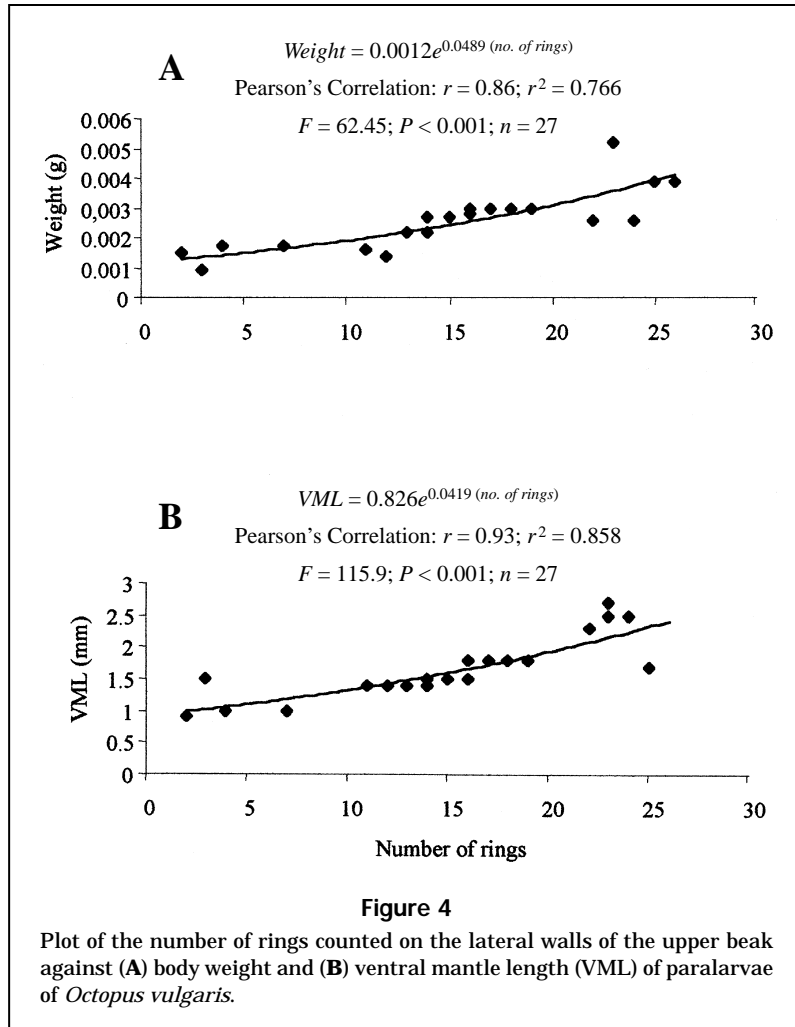 A
Weight = 0.0012e^0.0489 (no. of rings)
Pearson's Correlation: r = 0.86; r² = 0.766
F = 62.45; P < 0.001; n = 27
Weight (g)
0.006
0.005
0.004
0,003
0.002
0.001
0
0 5 10 15 20 25 30
B
VML = 0.826e^0.0419 (no. of rings)
Pearson's Correlation: r = 0.93; r² = 0.858
F = 115.9; P < 0.001; n = 27
VML (mm)
3
2.5
2
1.5
1
0.5
0
0 5 10 15 20 25 30
Number of rings
Figure 4
Plot of the number of rings counted on the lateral walls of the upper beak
against (A) body weight and (B) ventral mantle length (VML) of paralarvae
of Octopus vulgaris.